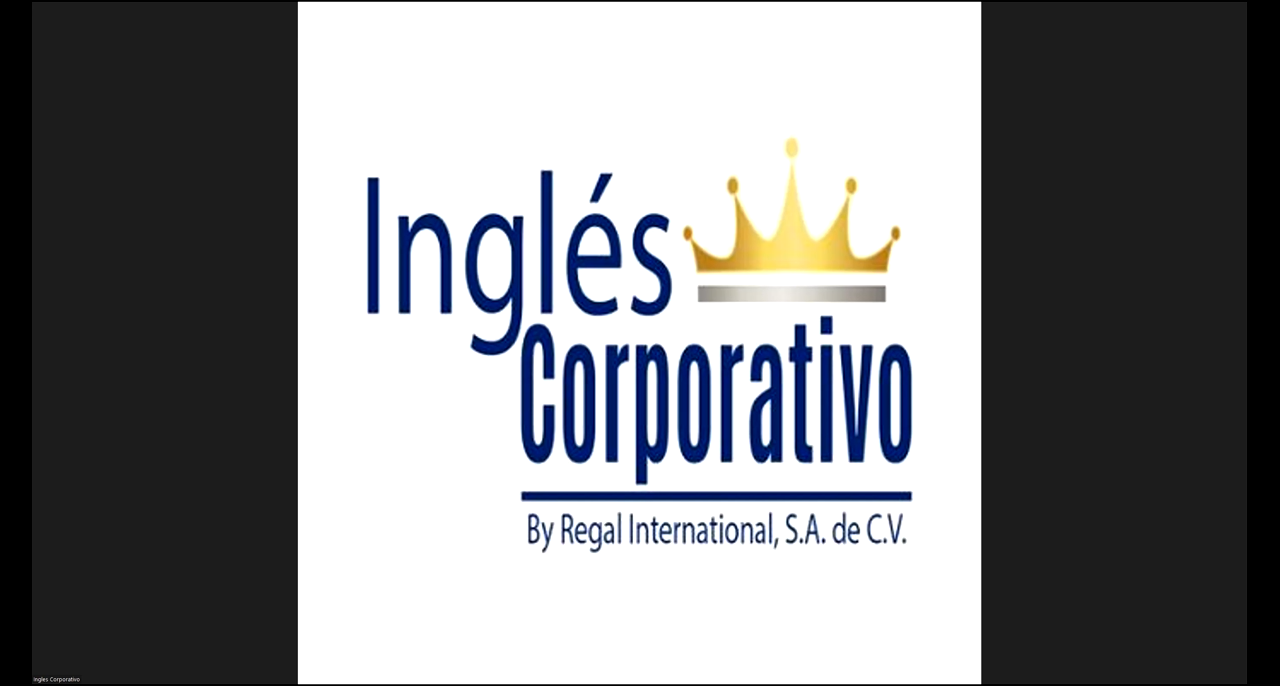 Inglés
Corporativo
By Regal International, S.A. de C.V.
Ingles Corporativo